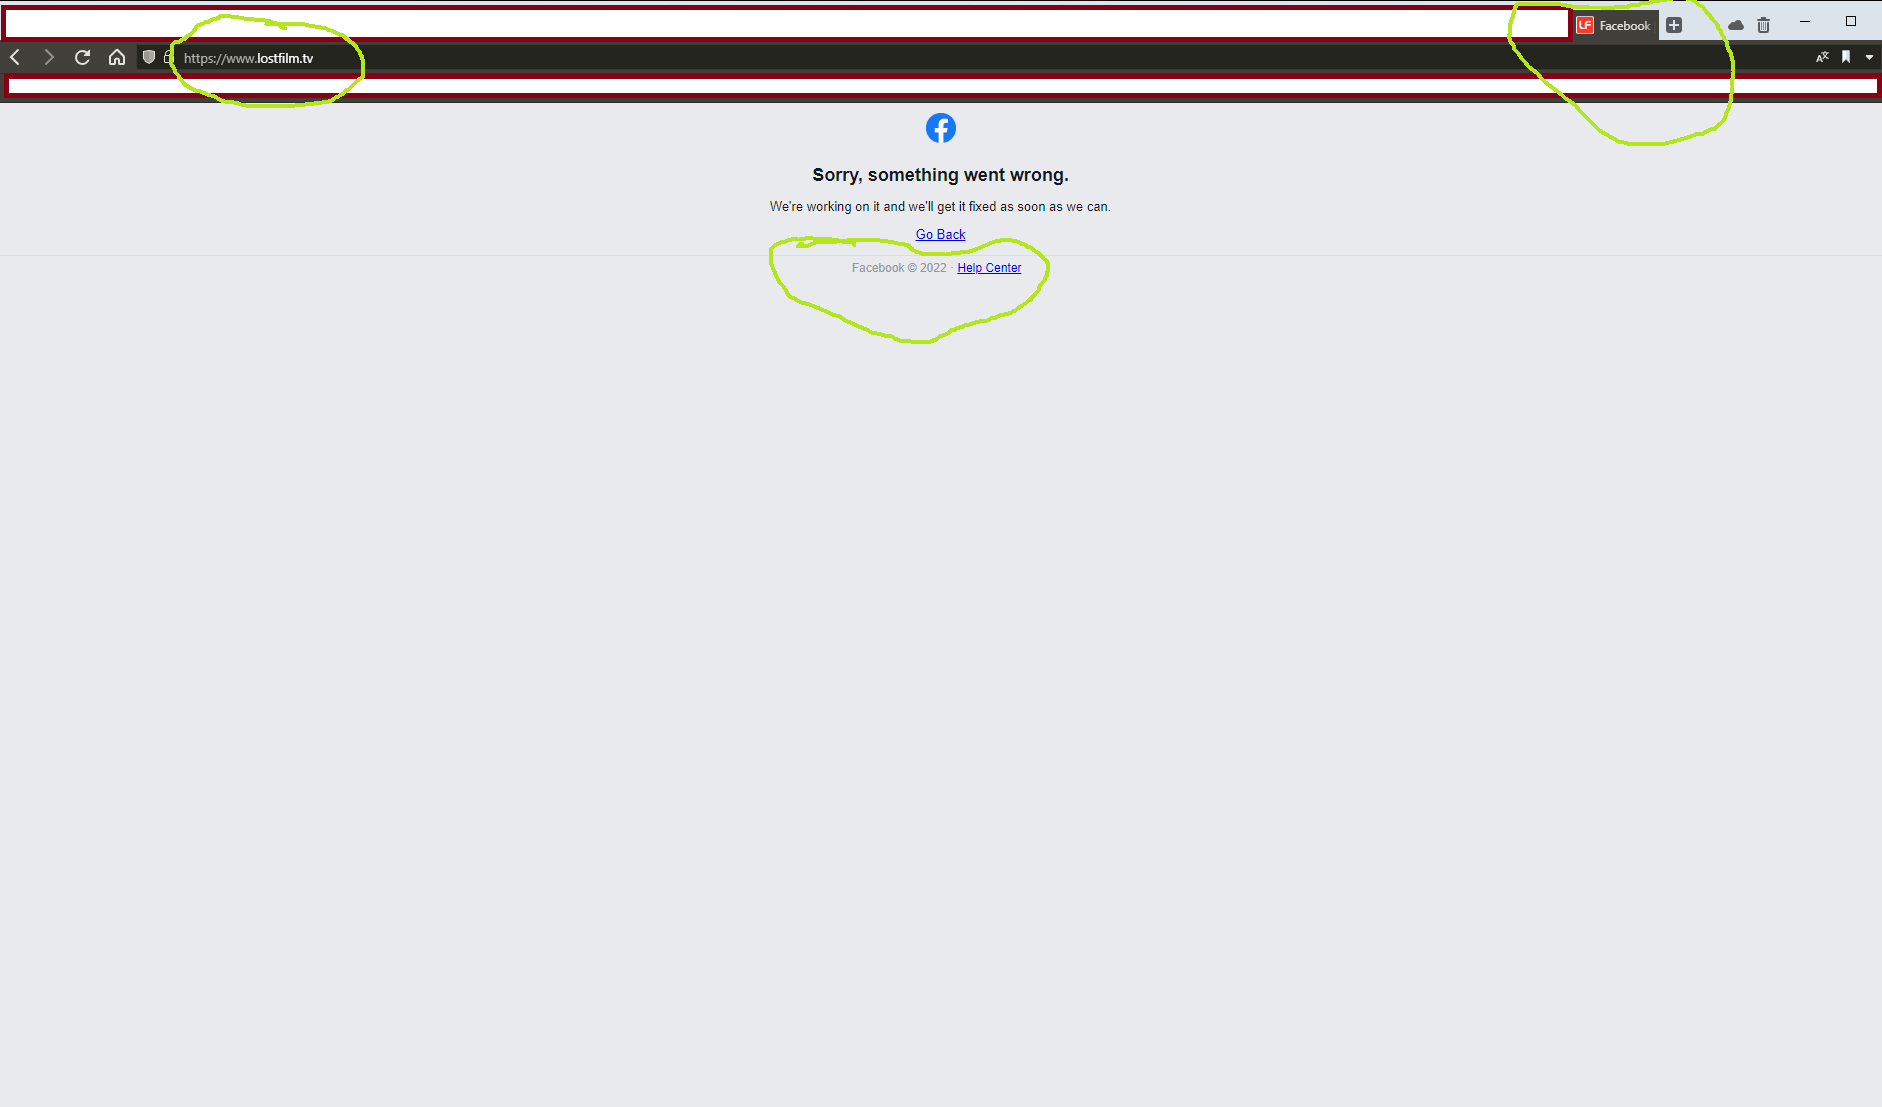 LF Facebook
https://www.lostfilm.tv
Sorry, something went wrong.
We're working on it and we'll get it fixed as soon as we can.
Go Back
Facebook © 2022 · Help Center